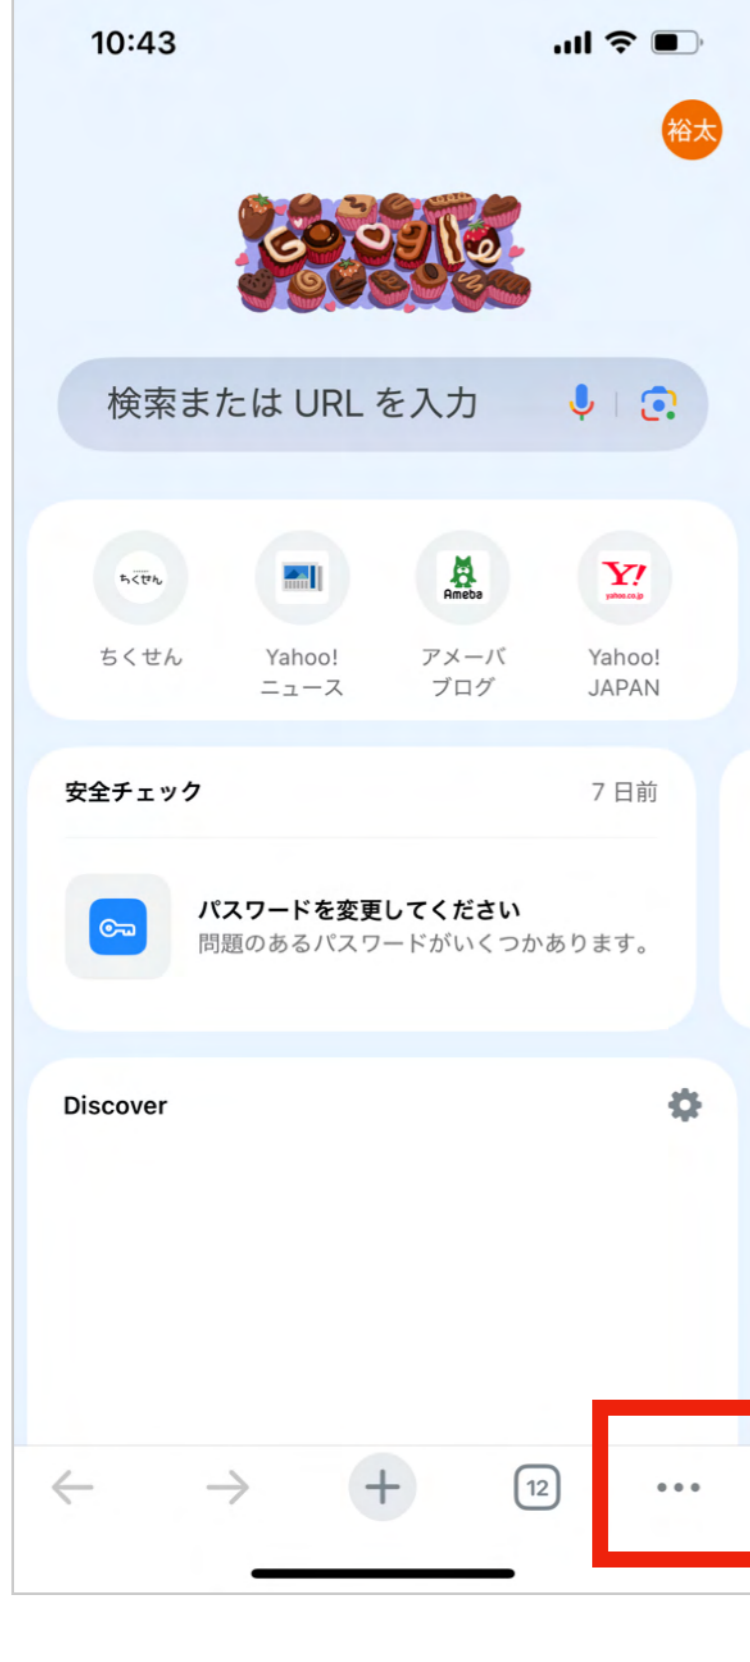 10:43
裕太
Google
検索または URL を入力
ちくせん
Ameba
Y!
yahoo.co.jp
ちくせん
Yahoo!
ニュース
アメーバ
ブログ
Yahoo!
JAPAN
安全チェック
7 日前
パスワードを変更してください
問題のあるパスワードがいくつかあります。
Discover
12